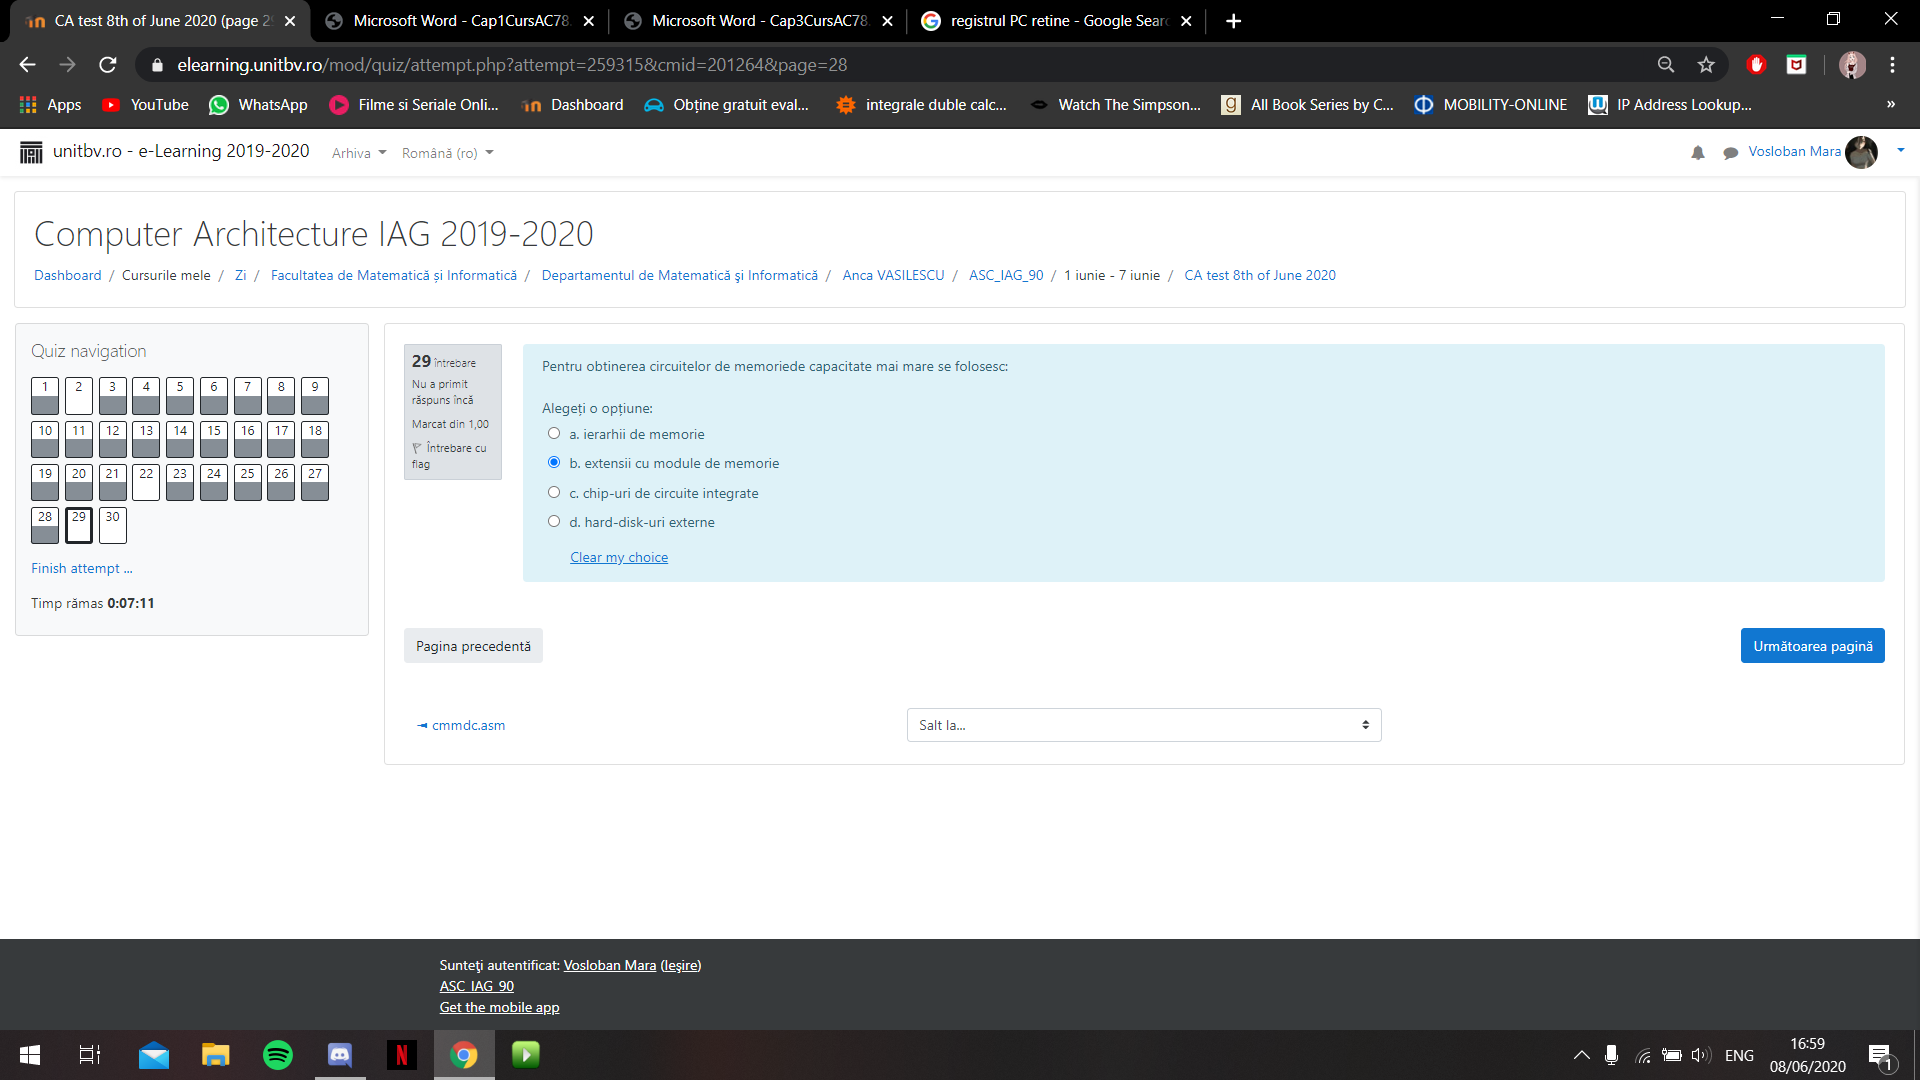 CA test 8th of June 2020 (page 29
Microsoft Word - Cap1CursAC78
Microsoft Word - Cap3CursAC78
registrul PC retine - Google Searc
elearning.unitbv.ro/mod/quiz/attempt.php?attempt=259315&cmid=201264&page=28
Apps YouTube WhatsApp Filme si Seriale Onli... Dashboard Obține gratuit eval... integrale duble calc... Watch The Simpson... All Book Series by C... MOBILITY-ONLINE IP Address Lookup... »
unitbv.ro - e-Learning 2019-2020 Arhiva Română (ro) Vosloban Mara
Computer Architecture IAG 2019-2020
Dashboard / Cursurile mele / Zi / Facultatea de Matematică și Informatică / Departamentul de Matematică și Informatică / Anca VASILESCU / ASC_IAG_90 / 1 iunie - 7 iunie / CA test 8th of June 2020
Quiz navigation
1 2 3 4 5 6 7 8 9
10 11 12 13 14 15 16 17 18
19 20 21 22 23 24 25 26 27
28 29 30
Finish attempt ...
Timp rămas 0:07:11
29 întrebare
Nu a primit
răspuns încă
Marcat din 1,00
Întrebare cu
flag
Pentru obtinerea circuitelor de memoriede capacitate mai mare se folosesc:
Alegeți o opțiune:
a. ierarhii de memorie
b. extensii cu module de memorie
c. chip-uri de circuite integrate
d. hard-disk-uri externe
Clear my choice
Pagina precedentă
Următoarea pagină
◄ cmmdc.asm
Salt la...
Sunteți autentificat: Vosloban Mara (Ieşire)
ASC_IAG_90
Get the mobile app
ENG
16:59
08/06/2020
1